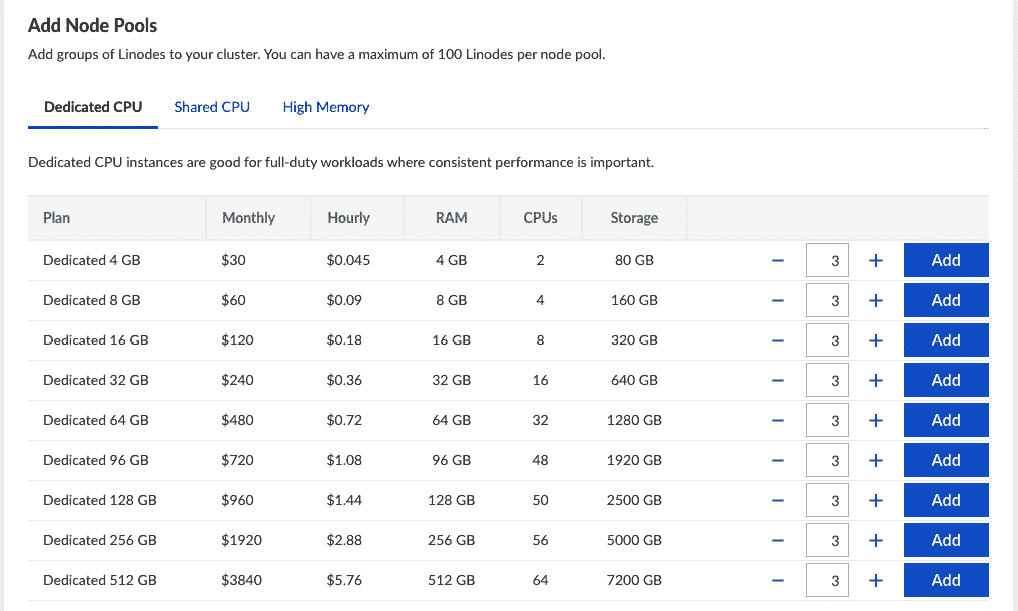 Add Node Pools
Add groups of Linodes to your cluster. You can have a maximum of 100 Linodes per node pool.
Dedicated CPU Shared CPU High Memory
Dedicated CPU instances are good for full-duty workloads where consistent performance is important.
Plan Monthly Hourly RAM CPUs Storage
Dedicated 4 GB $30 $0.045 4 GB 2 80 GB − 3 + Add
Dedicated 8 GB $60 $0.09 8 GB 4 160 GB − 3 + Add
Dedicated 16 GB $120 $0.18 16 GB 8 320 GB − 3 + Add
Dedicated 32 GB $240 $0.36 32 GB 16 640 GB − 3 + Add
Dedicated 64 GB $480 $0.72 64 GB 32 1280 GB − 3 + Add
Dedicated 96 GB $720 $1.08 96 GB 48 1920 GB − 3 + Add
Dedicated 128 GB $960 $1.44 128 GB 50 2500 GB − 3 + Add
Dedicated 256 GB $1920 $2.88 256 GB 56 5000 GB − 3 + Add
Dedicated 512 GB $3840 $5.76 512 GB 64 7200 GB − 3 + Add